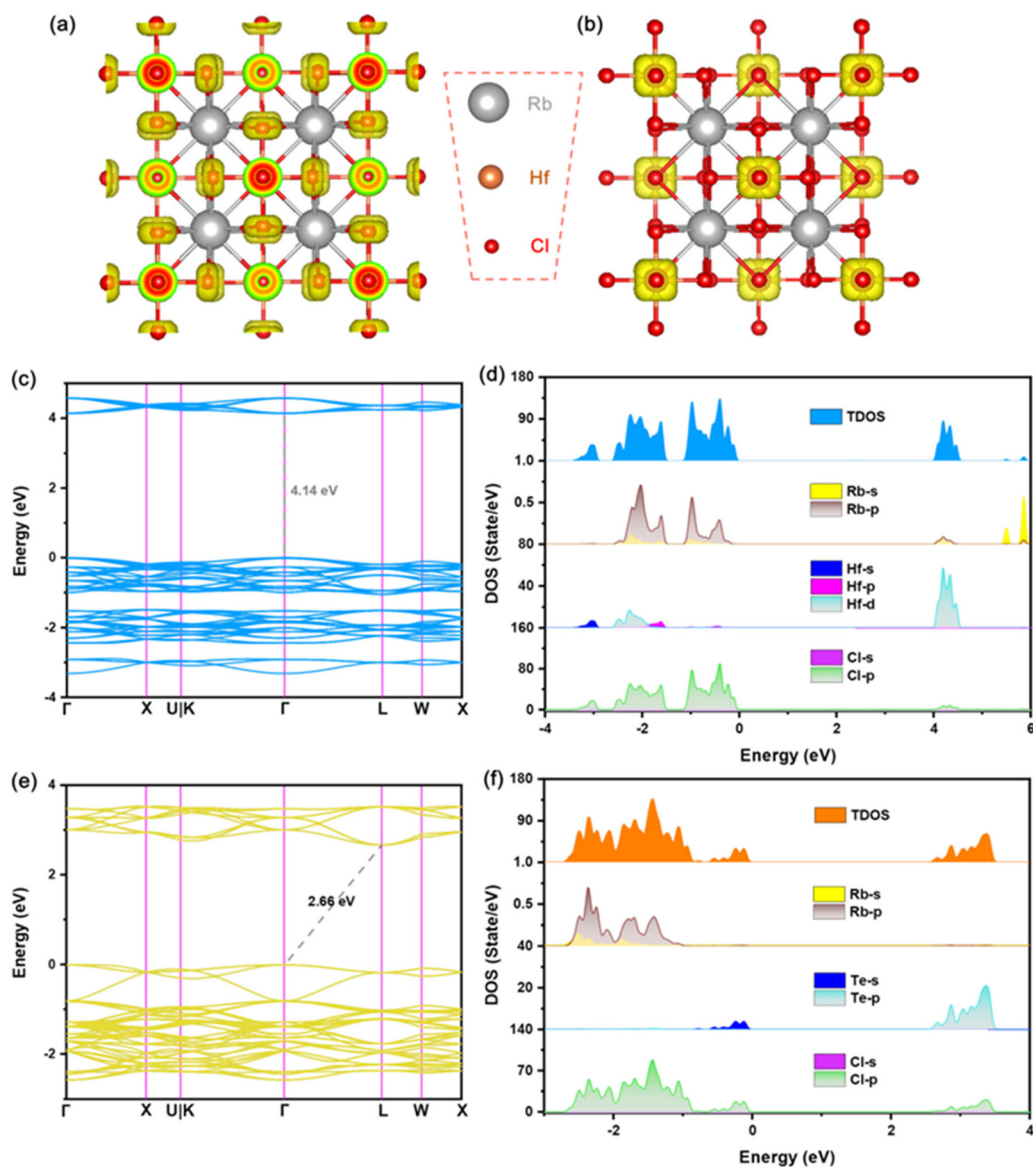 (a)
(b)
Rb
Hf
Cl
(c)
4
2
0
-2
-4
Energy (eV)
4.14 eV
Γ X U|K Γ L W X
(d)
180
90
1.0
0.5
80
40
160
80
0
DOS (State/eV)
TDOS
Rb-s
Rb-p
Hf-s
Hf-p
Hf-d
Cl-s
Cl-p
-4 -2 0 2 4 6
Energy (eV)
(e)
4
2
0
-2
Energy (eV)
2.66 eV
Γ X U|K Γ L W X
(f)
180
90
1.0
0.5
40
20
140
70
0
DOS (State/eV)
TDOS
Rb-s
Rb-p
Te-s
Te-p
Cl-s
Cl-p
-2 0 2 4
Energy (eV)